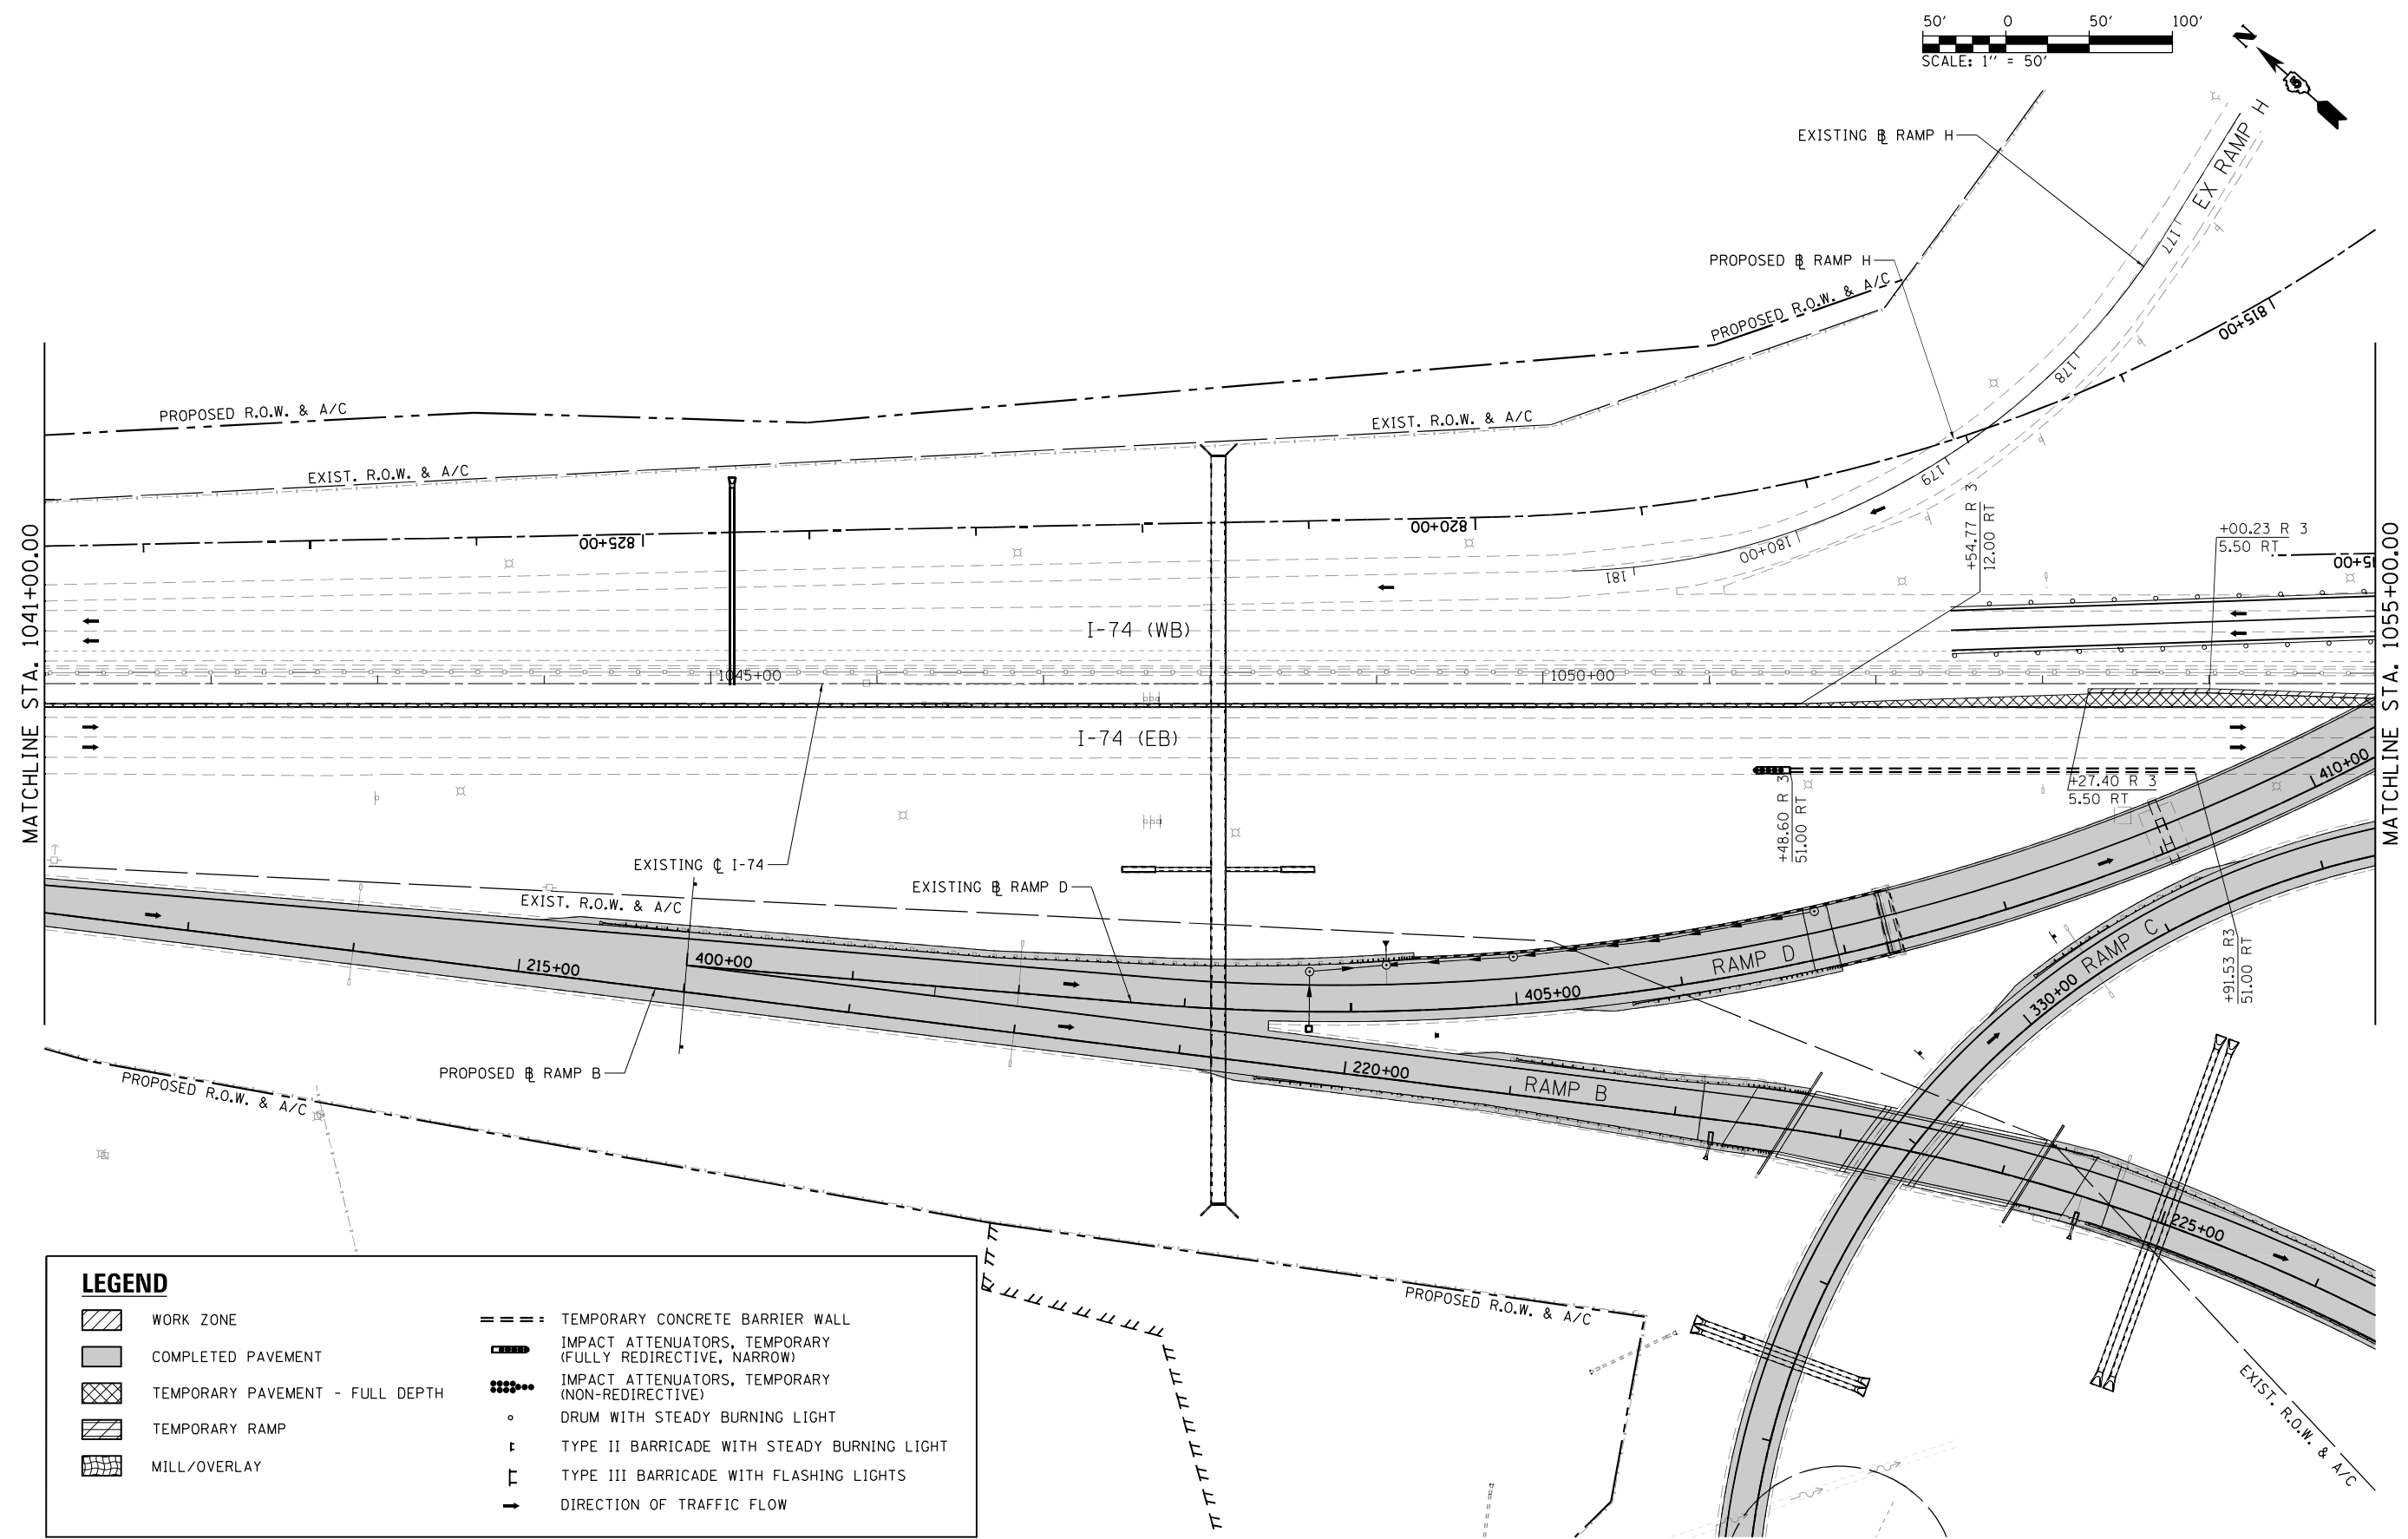 50' 0 50' 100'
SCALE: 1'' = 50'
N
EXISTING ℄ RAMP H
EX RAMP H
177
PROPOSED ℄ RAMP H
PROPOSED R.O.W. & A/C
815+00
178
PROPOSED R.O.W. & A/C
EXIST. R.O.W. & A/C
EXIST. R.O.W. & A/C
179
+54.77 R 3
12.00 RT
820+00
825+00
180+00
181
+00.23 R 3
5.50 RT
15+00
MATCHLINE STA. 1041+00.00
MATCHLINE STA. 1055+00.00
I-74 (WB)
1045+00
1050+00
I-74 (EB)
+48.60 R 3
51.00 RT
+27.40 R 3
5.50 RT
410+00
EXISTING ℄ I-74
EXISTING ℄ RAMP D
EXIST. R.O.W. & A/C
215+00
400+00
405+00
RAMP D
RAMP C
330+00
+91.53 R3
51.00 RT
PROPOSED ℄ RAMP B
220+00
RAMP B
PROPOSED R.O.W. & A/C
225+00
PROPOSED R.O.W. & A/C
EXIST. R.O.W. & A/C
LEGEND
WORK ZONE
COMPLETED PAVEMENT
TEMPORARY PAVEMENT - FULL DEPTH
TEMPORARY RAMP
MILL/OVERLAY
TEMPORARY CONCRETE BARRIER WALL
IMPACT ATTENUATORS, TEMPORARY
(FULLY REDIRECTIVE, NARROW)
IMPACT ATTENUATORS, TEMPORARY
(NON-REDIRECTIVE)
DRUM WITH STEADY BURNING LIGHT
TYPE II BARRICADE WITH STEADY BURNING LIGHT
TYPE III BARRICADE WITH FLASHING LIGHTS
DIRECTION OF TRAFFIC FLOW